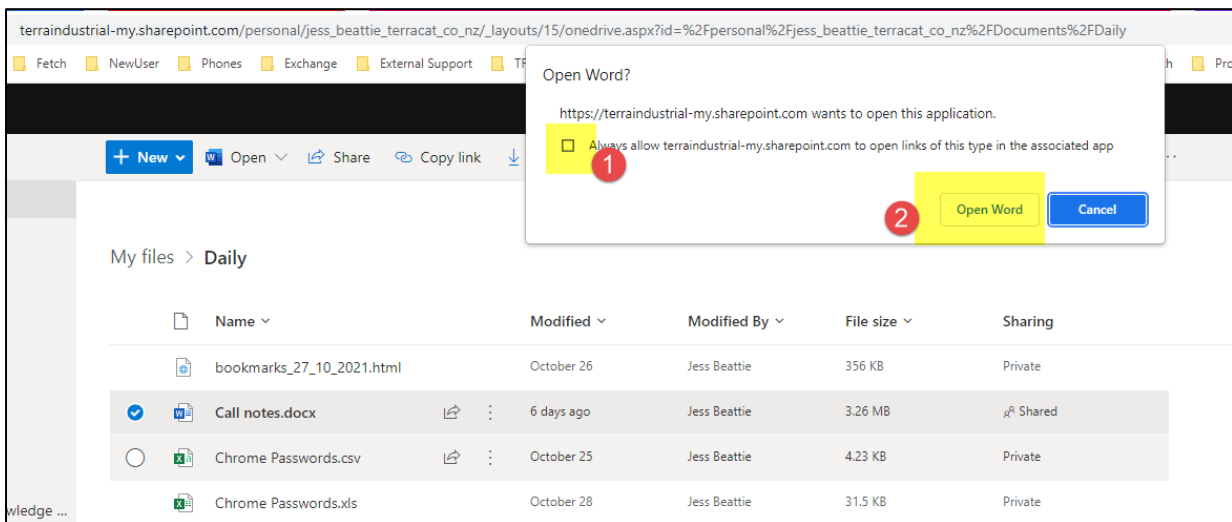 terraindustrial-my.sharepoint.com/personal/jess_beattie_terracat_co_nz/_layouts/15/onedrive.aspx?id=%2Fpersonal%2Fjess_beattie_terracat_co_nz%2FDocuments%2FDaily
Fetch NewUser Phones Exchange External Support
Open Word?
https://terraindustrial-my.sharepoint.com wants to open this application.
Always allow terraindustrial-my.sharepoint.com to open links of this type in the associated app
1
2 Open Word Cancel
+ New Open Share Copy link
My files > Daily
Name Modified Modified By File size Sharing
bookmarks_27_10_2021.html October 26 Jess Beattie 356 KB Private
Call notes.docx 6 days ago Jess Beattie 3.26 MB Shared
Chrome Passwords.csv October 25 Jess Beattie 4.23 KB Private
Chrome Passwords.xls October 28 Jess Beattie 31.5 KB Private
wledge ...